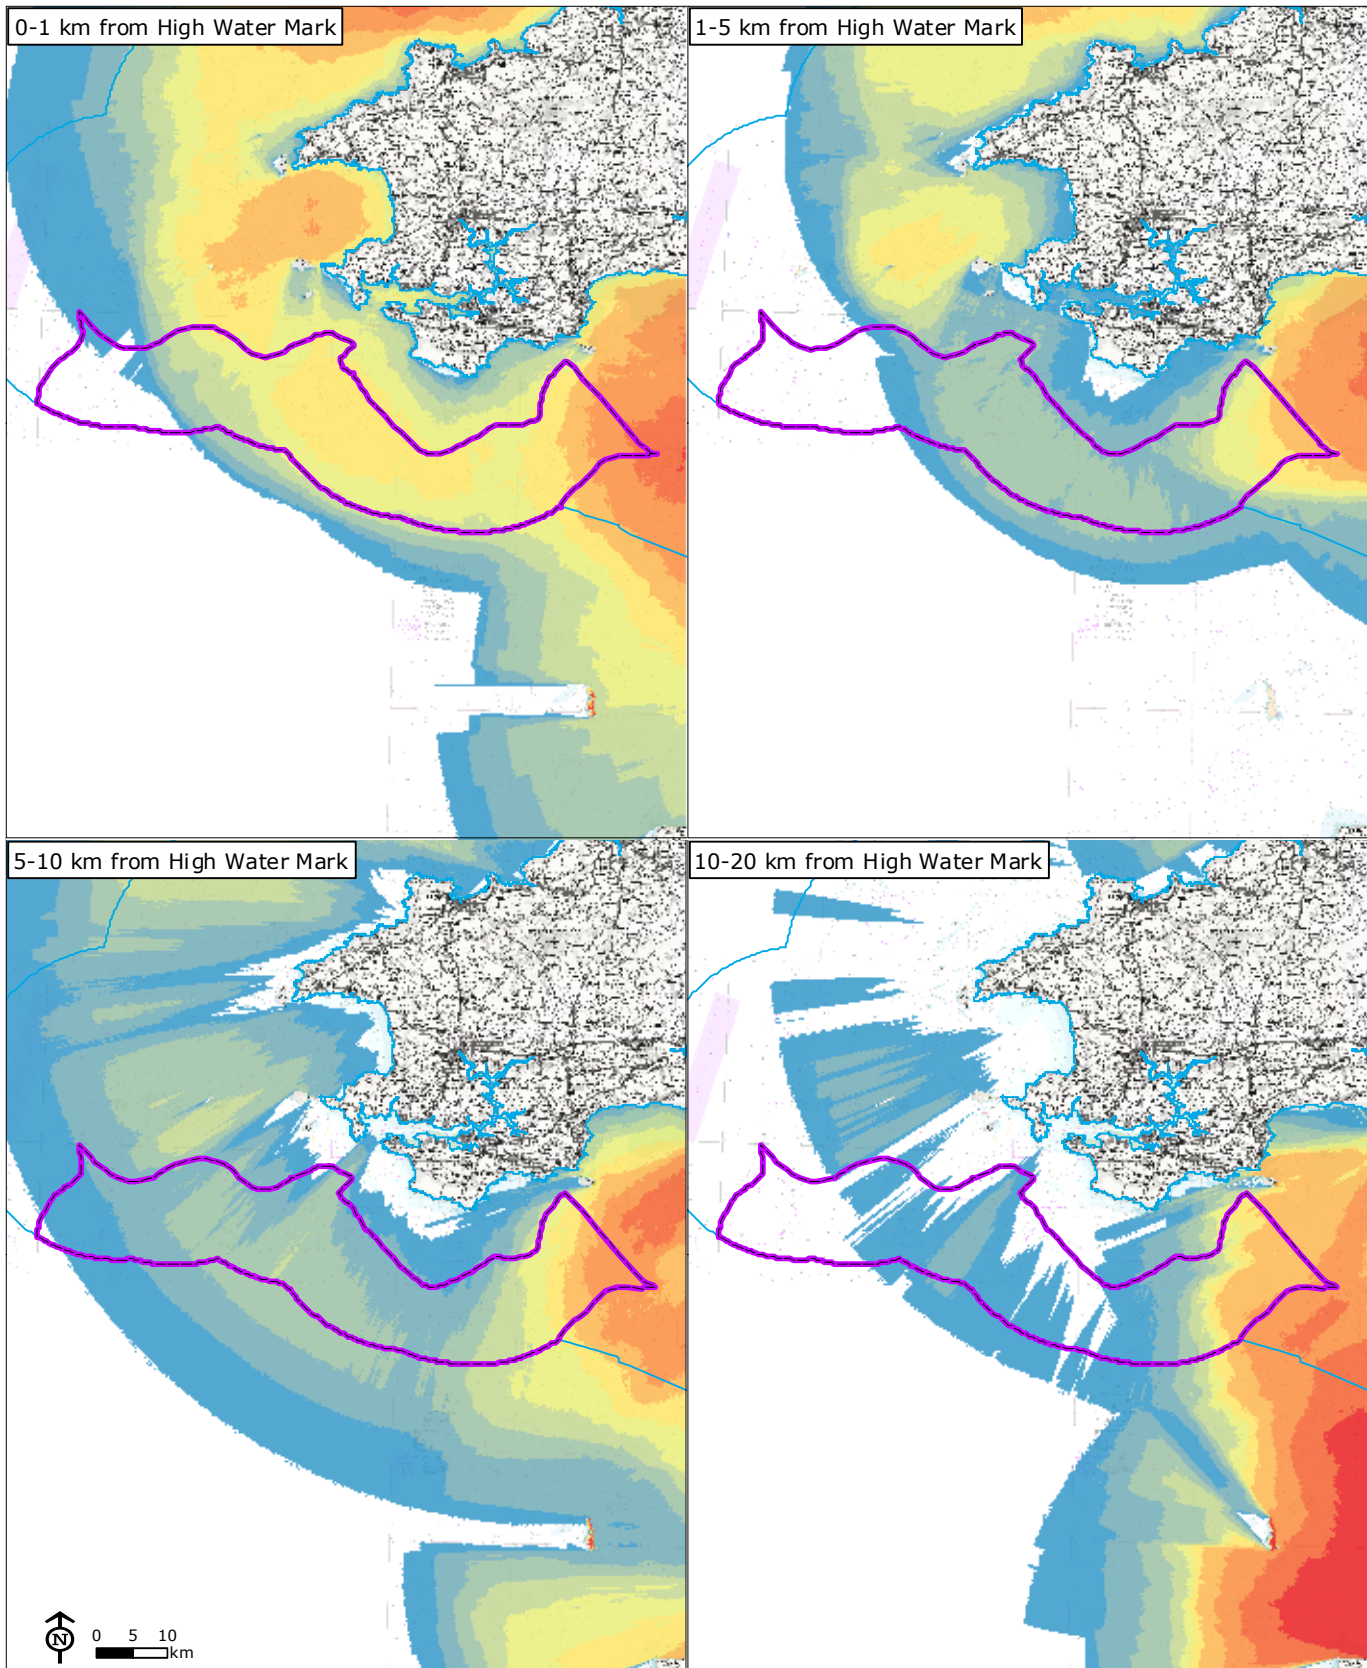 0-1 km from High Water Mark
1-5 km from High Water Mark
5-10 km from High Water Mark
10-20 km from High Water Mark
N
0 5 10
km